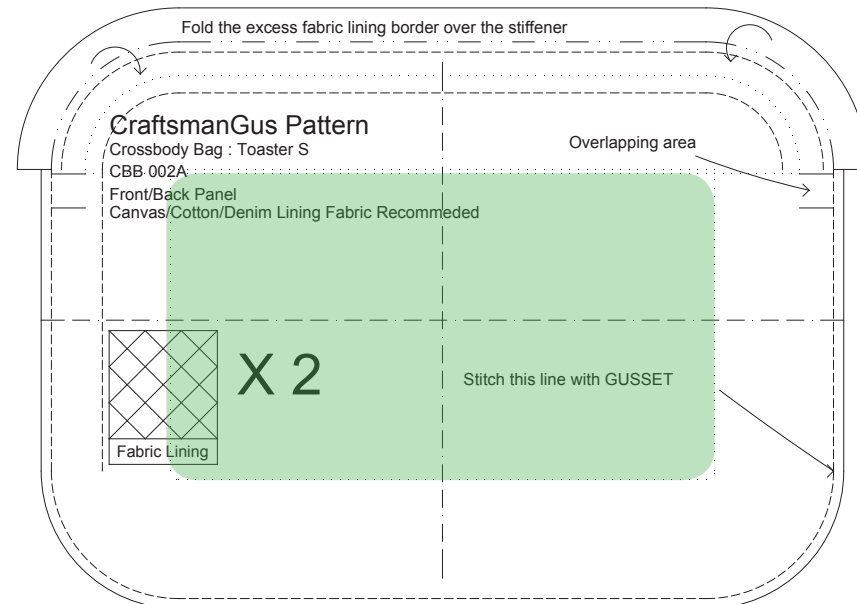 Fold the excess fabric lining border over the stiffener
CraftsmanGus Pattern
Crossbody Bag : Toaster S
Overlapping area
CBB 002A
Front/Back Panel
Canvas/Cotton/Denim Lining Fabric Recommeded
X 2
Stitch this line with GUSSET
Fabric Lining